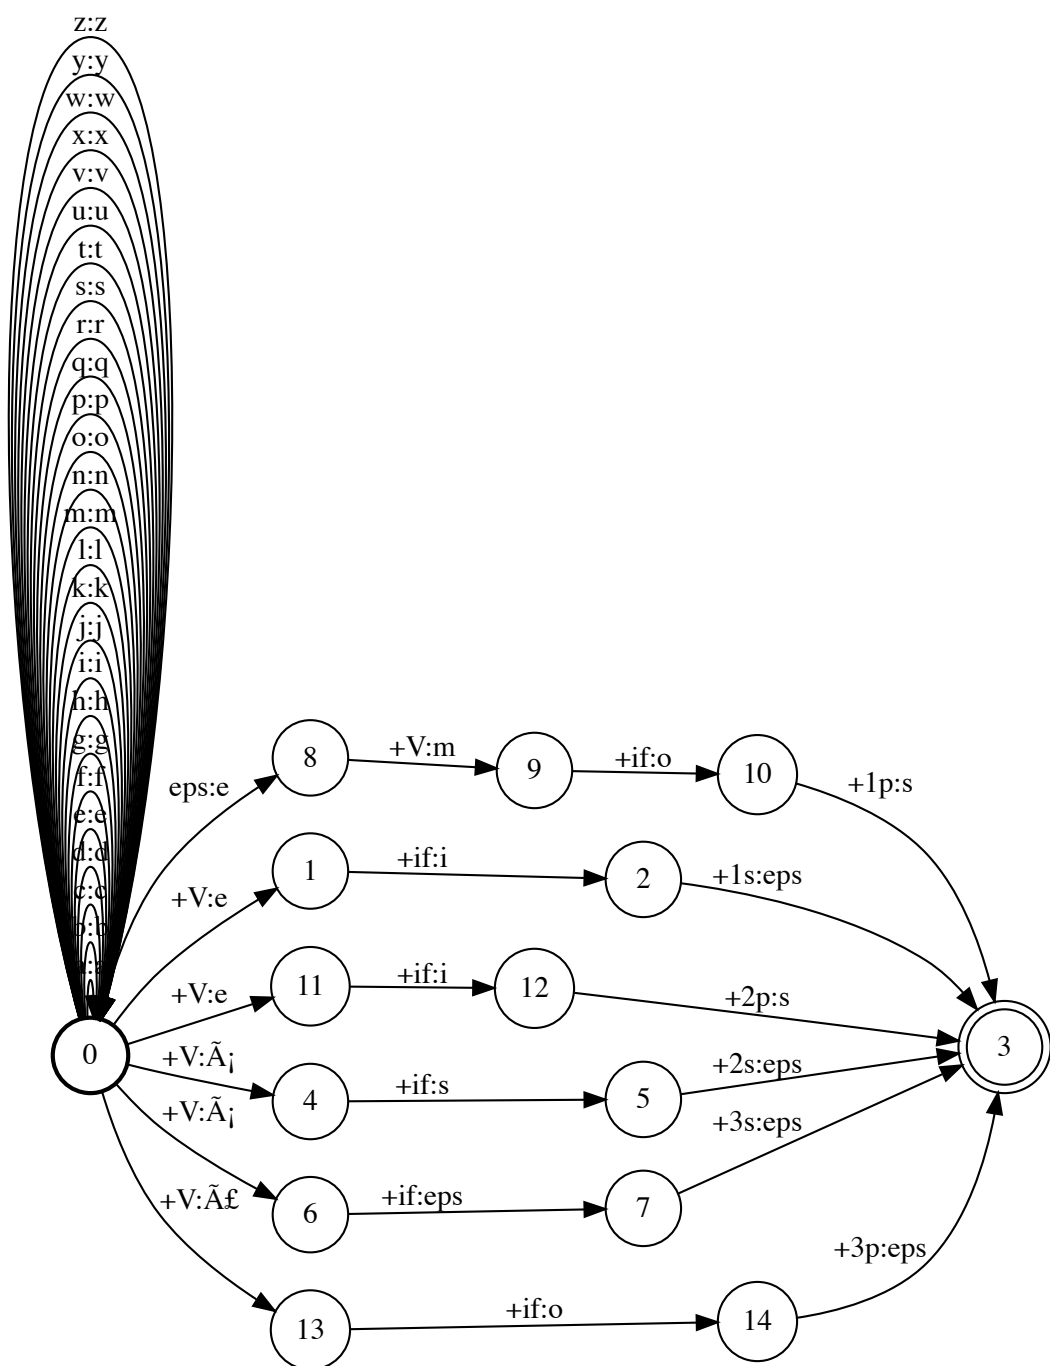 z:z
y:y
w:w
x:x
v:v
u:u
t:t
s:s
r:r
q:q
p:p
o:o
n:n
m:m
l:l
k:k
j:j
i:i
h:h
g:g
f:f
e:e
d:d
c:c
b:b
8
+V:m
9
+if:o
10
+1p:s
eps:e
1
+if:i
2
+1s:eps
+V:e
11
+if:i
12
+2p:s
+V:e
0
3
+V:Ã¡
4
+if:s
5
+2s:eps
+V:Ã¡
+3s:eps
6
+if:eps
7
+V:Ã£
+3p:eps
13
+if:o
14